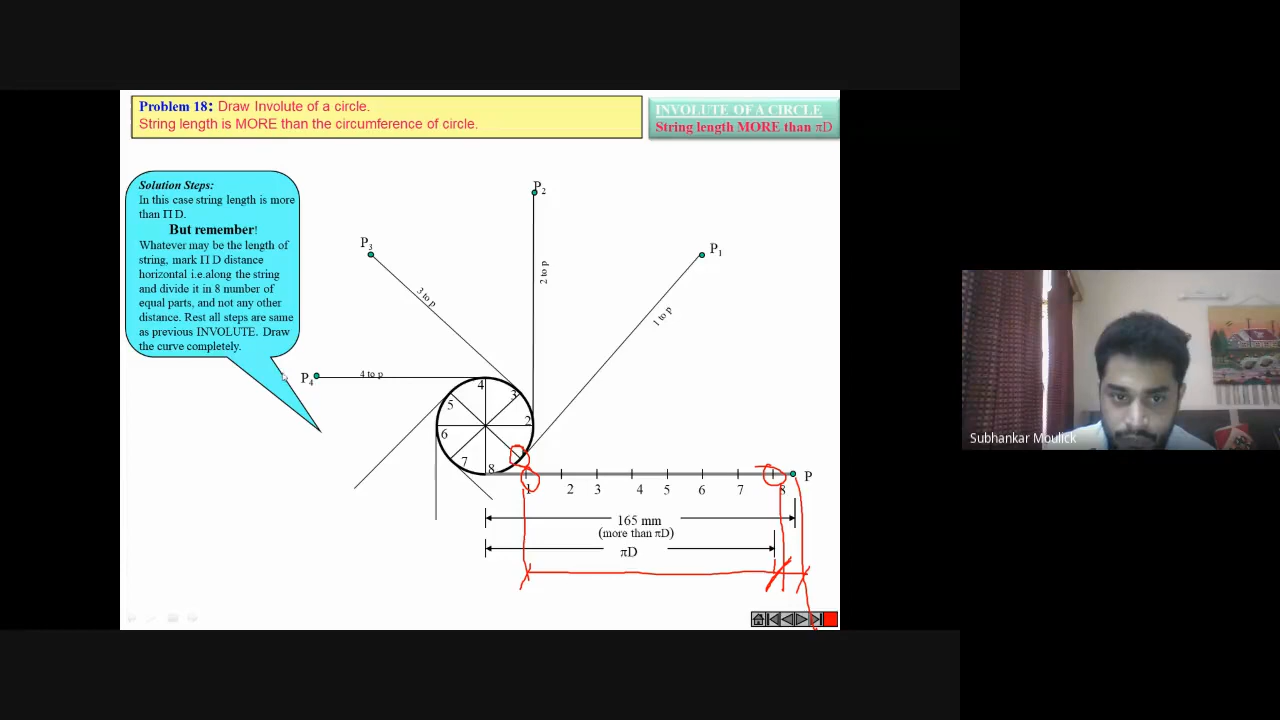 Problem 18: Draw Involute of a circle.
String length is MORE than the circumference of circle.
INVOLUTE OF A CIRCLE
String length MORE than πD
Solution Steps:
In this case string length is more
than Π D.
But remember!
Whatever may be the length of
string, mark Π D distance
horizontal i.e.along the string
and divide it in 8 number of
equal parts, and not any other
distance. Rest all steps are same
as previous INVOLUTE. Draw
the curve completely.
P2
P3
P1
2 to p
3 to p
1 to p
P4
4 to p
4
3
5
2
6
7
8
P
1 2 3 4 5 6 7 8
165 mm
(more than πD)
πD
Subhankar Moulick